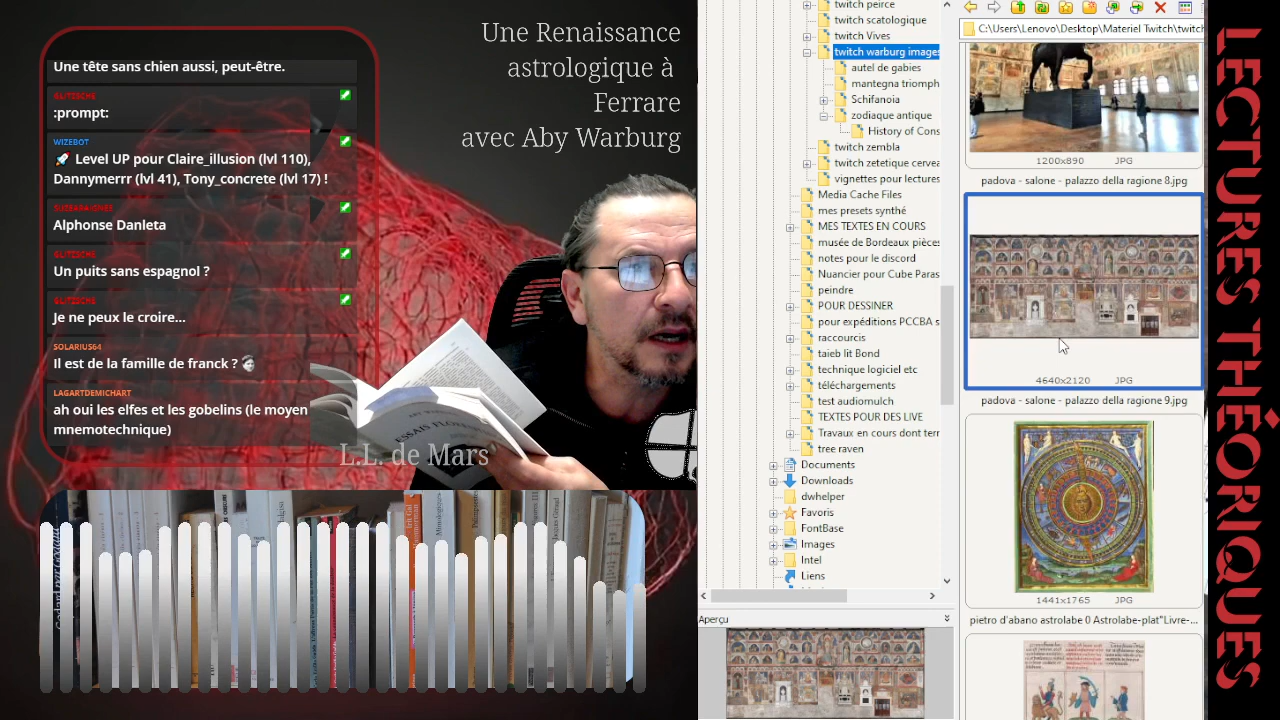 Une Renaissance
astrologique à
Ferrare
avec Aby Warburg
Une tête sans chien aussi, peut-être.
GLITZSCHE
:prompt:
WIZEBOT
🚀 Level UP pour Claire_illusion (lvl 110),
Dannymerr (lvl 41), Tony_concrete (lvl 17) !
Alphonse Danleta
GLITZSCHE
Un puits sans espagnol ?
GLITZSCHE
Je ne peux le croire...
SOLARIUS64
Il est de la famille de franck ?
LAGARTDEMICHART
ah oui les elfes et les gobelins (le moyen
mnemotechnique)
ESSAIS FLOREN
L.L. de Mars
twitch peirce
twitch scatologique
twitch Vives
twitch warburg images
autel de gabies
mantegna triomph
Schifanoia
zodiaque antique
History of Cons
twitch zembla
twitch zetetique cervea
vignettes pour lectures
Media Cache Files
mes presets synthé
MES TEXTES EN COURS
musée de Bordeaux pièces
notes pour le discord
Nuancier pour Cube Paras
peindre
POUR DESSINER
pour expéditions PCCBA s
raccourcis
taieb lit Bond
technique logiciel etc
téléchargements
test audiomulch
TEXTES POUR DES LIVE
Travaux en cours dont terr
tree raven
Documents
Downloads
dwhelper
Favoris
FontBase
Images
Intel
Liens
Aperçu
C:\Users\Lenovo\Desktop\Materiel Twitch\twitch
1200x890 JPG
padova - salone - palazzo della ragione 8.jpg
4640x2120 JPG
padova - salone - palazzo della ragione 9.jpg
1441x1765 JPG
pietro d'abano astrolabe 0 Astrolabe-plat"Livre-...
LECTURES THÉORIQUES